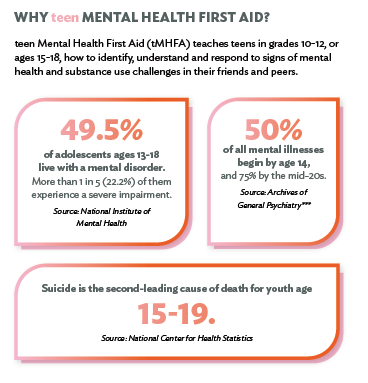 WHY teen MENTAL HEALTH FIRST AID?
teen Mental Health First Aid (tMHFA) teaches teens in grades 10-12, or
ages 15-18, how to identify, understand and respond to signs of mental
health and substance use challenges in their friends and peers.
49.5%
of adolescents ages 13-18
live with a mental disorder.
More than 1 in 5 (22.2%) of them
experience a severe impairment.
Source: National Institute of
Mental Health
50%
of all mental illnesses
begin by age 14,
and 75% by the mid-20s.
Source: Archives of
General Psychiatry***
Suicide is the second-leading cause of death for youth age
15-19.
Source: National Center for Health Statistics